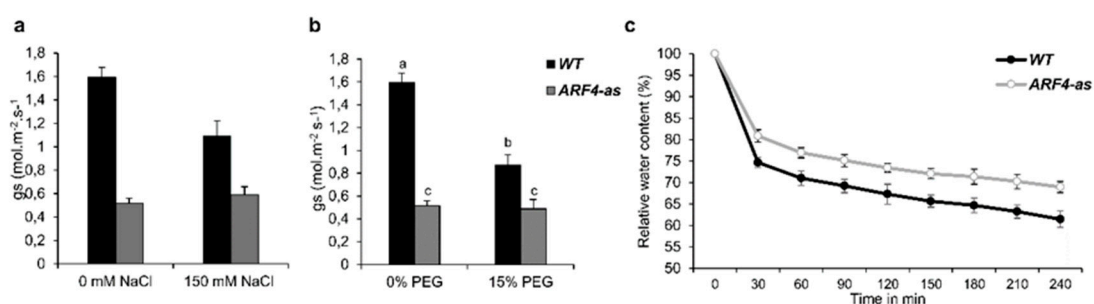 a
gs (mol.m⁻².s⁻¹)
1,8
1,6
1,4
1,2
1
0,8
0,6
0,4
0,2
0
0 mM NaCl 150 mM NaCl
b
gs (mol.m⁻² s⁻¹)
1,8
1,6
1,4
1,2
1
0,8
0,6
0,4
0,2
0
a
b
c
c
WT
ARF4-as
0% PEG 15% PEG
c
Relative water content (%)
100
95
90
85
80
75
70
65
60
55
50
WT
ARF4-as
0 30 60 90 120 150 180 210 240
Time in min